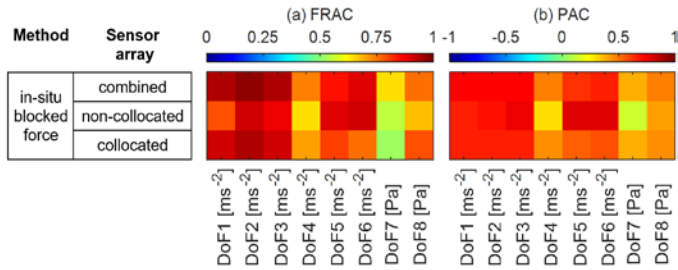 Method
Sensor
array
(a) FRAC
0 0.25 0.5 0.75 1
(b) PAC
-1 -0.5 0 0.5 1
in-situ
blocked
force
combined
non-collocated
collocated
DoF1 [ms⁻²]
DoF2 [ms⁻²]
DoF3 [ms⁻²]
DoF4 [ms⁻²]
DoF5 [ms⁻²]
DoF6 [ms⁻²]
DoF7 [Pa]
DoF8 [Pa]
DoF1 [ms⁻²]
DoF2 [ms⁻²]
DoF3 [ms⁻²]
DoF4 [ms⁻²]
DoF5 [ms⁻²]
DoF6 [ms⁻²]
DoF7 [Pa]
DoF8 [Pa]